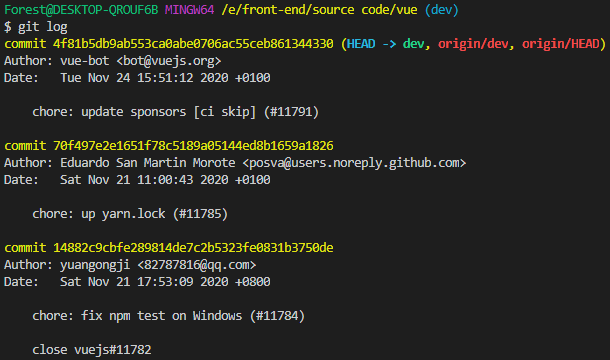 Forest@DESKTOP-QROUF6B MINGW64 /e/front-end/source code/vue (dev)
$ git log
commit 4f81b5db9ab553ca0abe0706ac55ceb861344330 (HEAD -> dev, origin/dev, origin/HEAD)
Author: vue-bot <bot@vuejs.org>
Date:   Tue Nov 24 15:51:12 2020 +0100
chore: update sponsors [ci skip] (#11791)
commit 70f497e2e1651f78c5189a05144ed8b1659a1826
Author: Eduardo San Martin Morote <posva@users.noreply.github.com>
Date:   Sat Nov 21 11:00:43 2020 +0100
chore: up yarn.lock (#11785)
commit 14882c9cbfe289814de7c2b5323fe0831b3750de
Author: yuangongji <82787816@qq.com>
Date:   Sat Nov 21 17:53:09 2020 +0800
chore: fix npm test on Windows (#11784)
close vuejs#11782